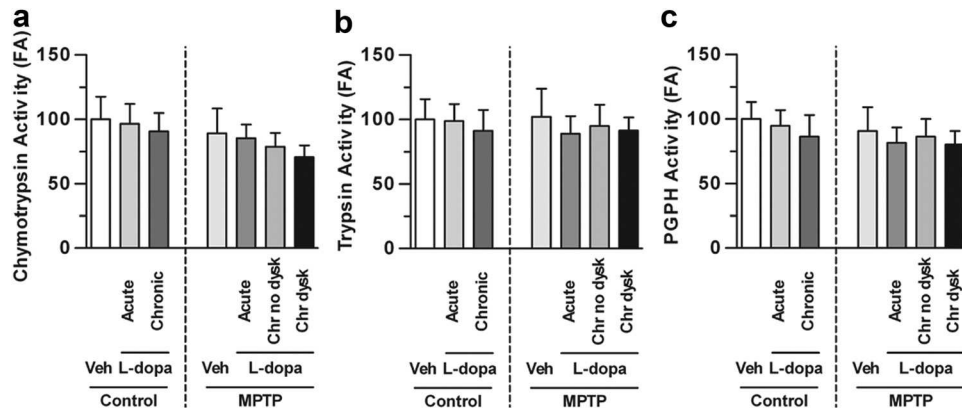 a
Chymotrypsin Activity (FA)
150
100
50
0
Acute
Chronic
Acute
Chr no dysk
Chr dysk
Veh L-dopa Veh L-dopa
Control MPTP
b
Trypsin Activity (FA)
150
100
50
0
Acute
Chronic
Acute
Chr no dysk
Chr dysk
Veh L-dopa Veh L-dopa
Control MPTP
c
PGPH Activity (FA)
150
100
50
0
Acute
Chronic
Acute
Chr no dysk
Chr dysk
Veh L-dopa Veh L-dopa
Control MPTP